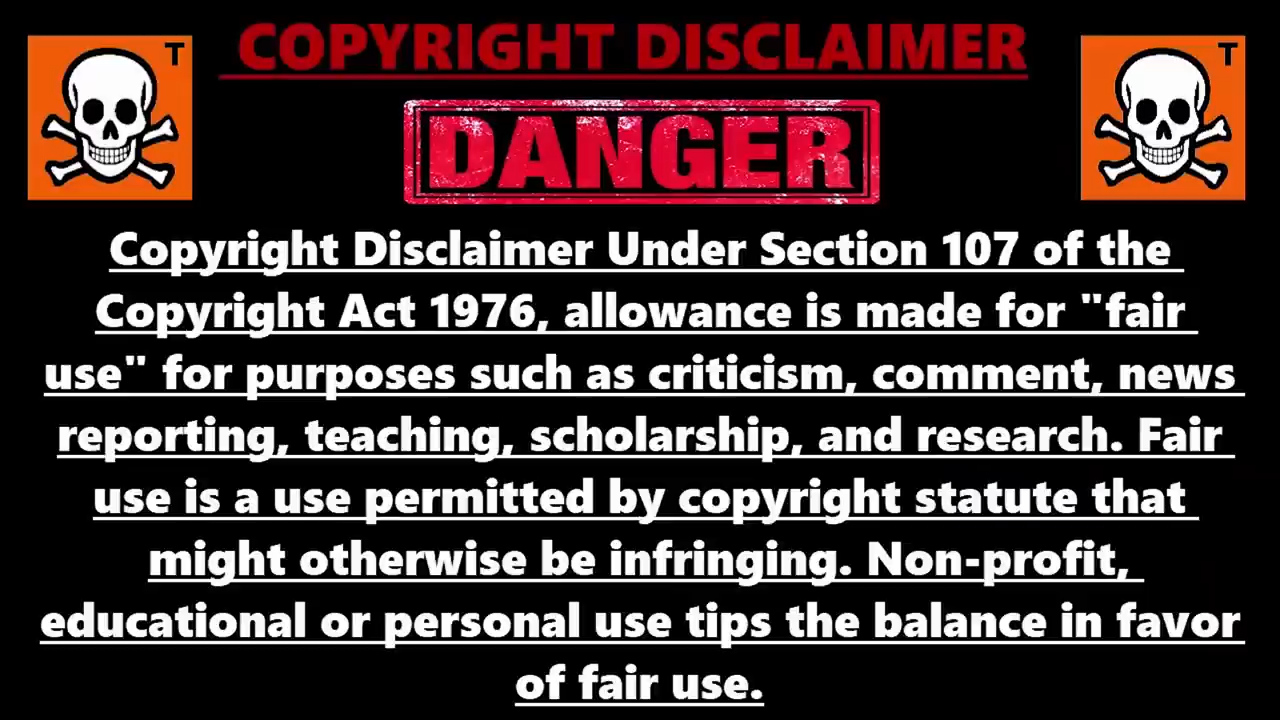 T
COPYRIGHT DISCLAIMER
T
DANGER
Copyright Disclaimer Under Section 107 of the
Copyright Act 1976, allowance is made for "fair
use" for purposes such as criticism, comment, news
reporting, teaching, scholarship, and research. Fair
use is a use permitted by copyright statute that
might otherwise be infringing. Non-profit,
educational or personal use tips the balance in favor
of fair use.